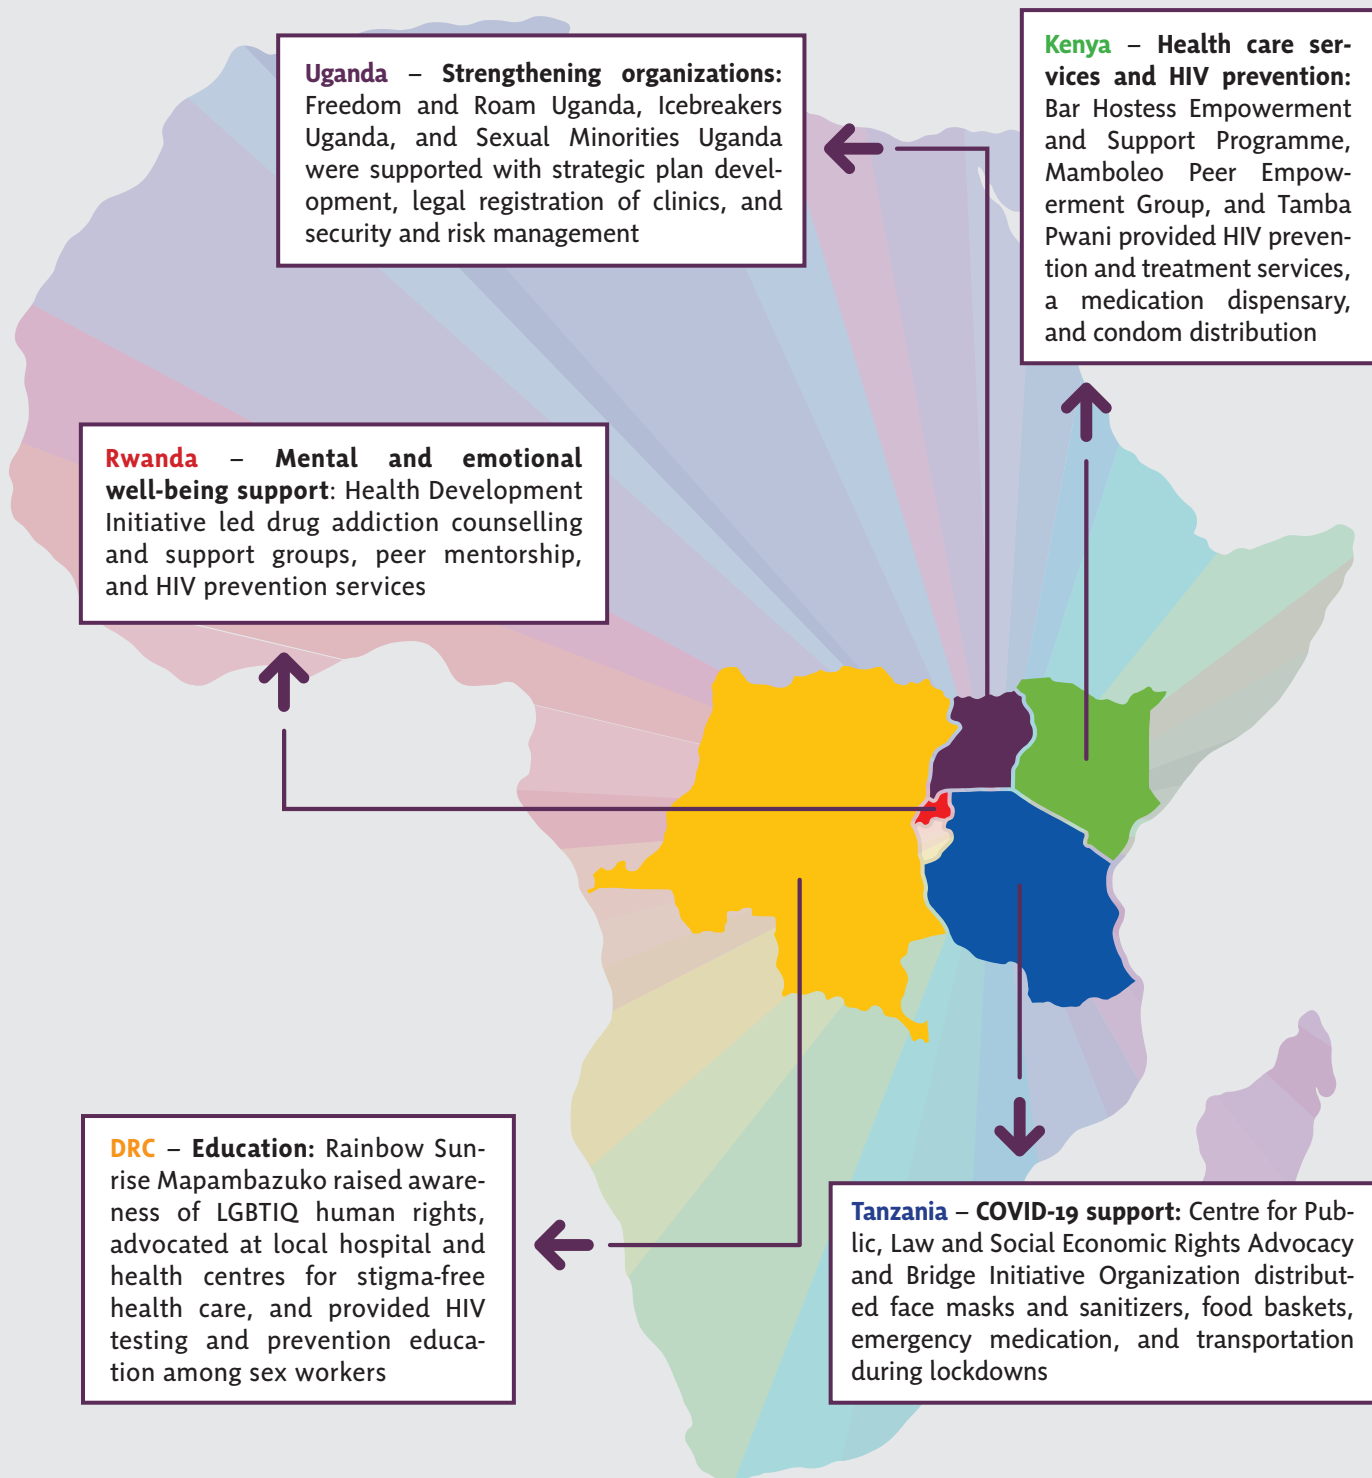 Uganda – Strengthening organizations:
Freedom and Roam Uganda, Icebreakers
Uganda, and Sexual Minorities Uganda
were supported with strategic plan devel-
opment, legal registration of clinics, and
security and risk management
Kenya – Health care ser-
vices and HIV prevention:
Bar Hostess Empowerment
and Support Programme,
Mamboleo Peer Empow-
erment Group, and Tamba
Pwani provided HIV preven-
tion and treatment services,
a medication dispensary,
and condom distribution
Rwanda – Mental and emotional
well-being support: Health Development
Initiative led drug addiction counselling
and support groups, peer mentorship,
and HIV prevention services
DRC – Education: Rainbow Sun-
rise Mapambazuko raised aware-
ness of LGBTIQ human rights,
advocated at local hospital and
health centres for stigma-free
health care, and provided HIV
testing and prevention educa-
tion among sex workers
Tanzania – COVID-19 support: Centre for Pub-
lic, Law and Social Economic Rights Advocacy
and Bridge Initiative Organization distribut-
ed face masks and sanitizers, food baskets,
emergency medication, and transportation
during lockdowns